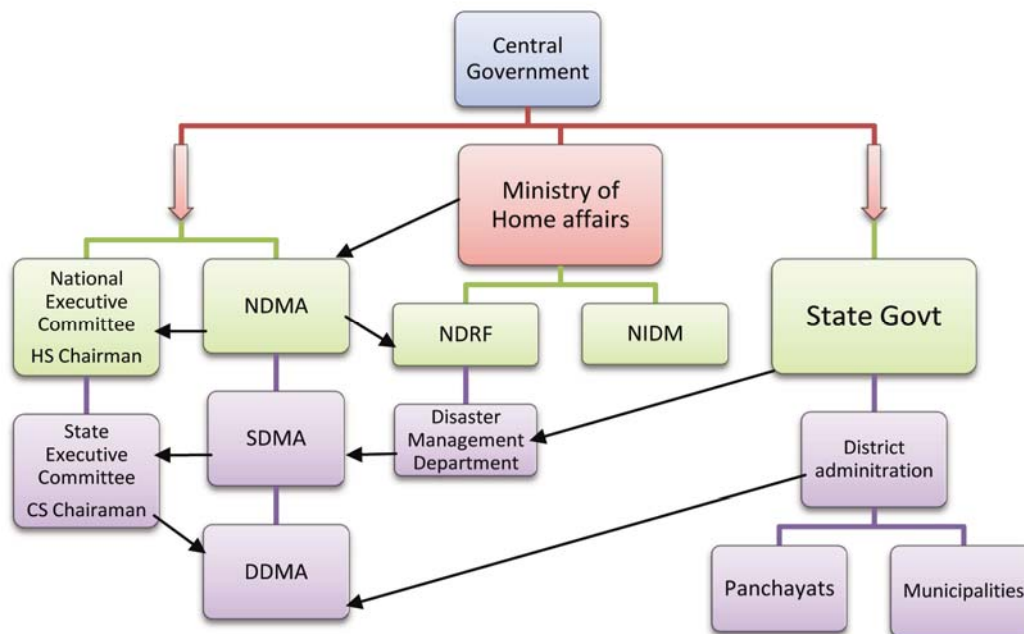 Central
Government
Ministry of
Home affairs
National
Executive
Committee
HS Chairman
NDMA
NDRF
NIDM
State Govt
State
Executive
Committee
CS Chairaman
SDMA
Disaster
Management
Department
District
adminitration
DDMA
Panchayats
Municipalities